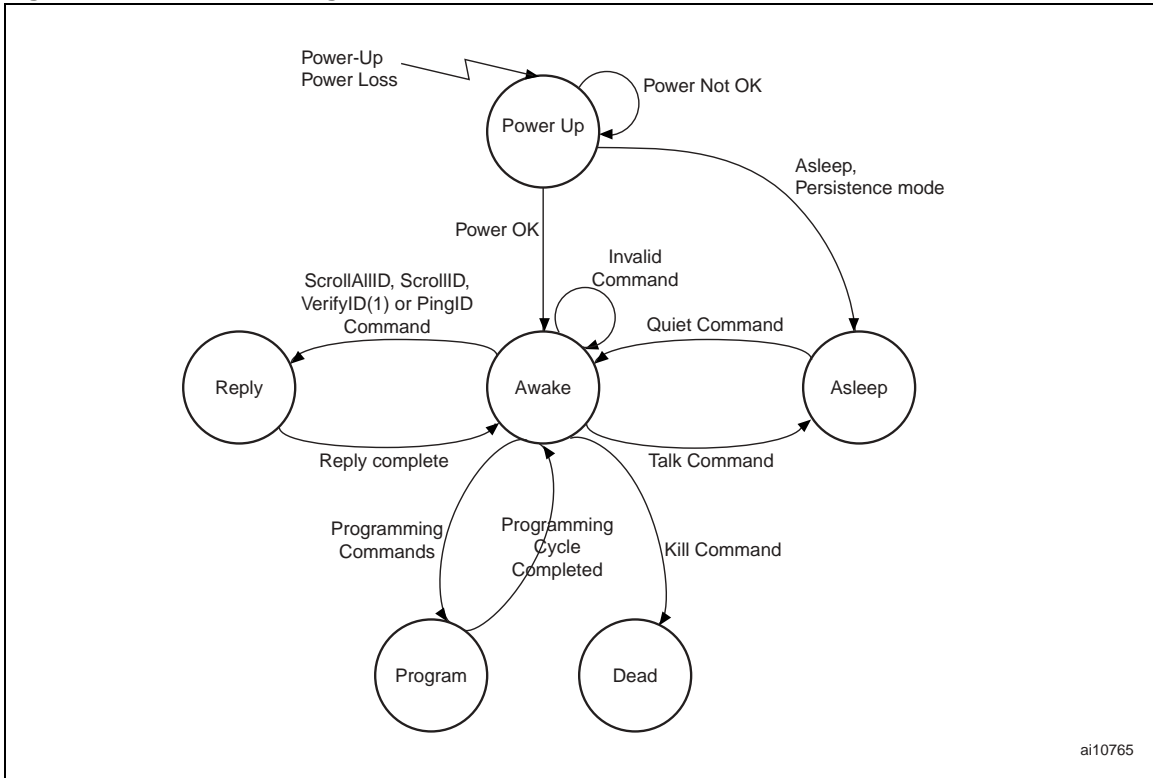 Power-Up
Power Loss
Power Not OK
Power Up
Asleep,
Persistence mode
Power OK
Invalid
Command
ScrollAllID, ScrollID,
VerifyID(1) or PingID
Command
Quiet Command
Reply
Awake
Asleep
Reply complete
Talk Command
Programming
Commands
Programming
Cycle
Completed
Kill Command
Program
Dead
ai10765